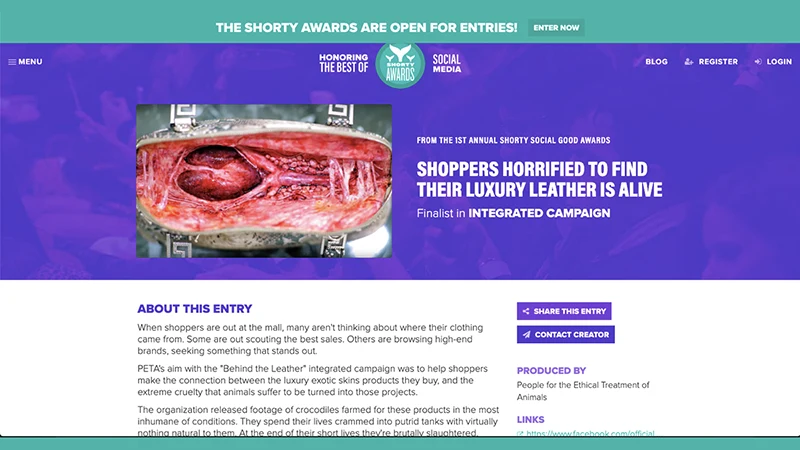 THE SHORTY AWARDS ARE OPEN FOR ENTRIES! ENTER NOW
MENU
HONORING
THE BEST OF
SHORTY
AWARDS
SOCIAL
MEDIA
BLOG REGISTER LOGIN
FROM THE 1ST ANNUAL SHORTY SOCIAL GOOD AWARDS
SHOPPERS HORRIFIED TO FIND
THEIR LUXURY LEATHER IS ALIVE
Finalist in INTEGRATED CAMPAIGN
ABOUT THIS ENTRY
When shoppers are out at the mall, many aren't thinking about where their clothing
came from. Some are out scouting the best sales. Others are browsing high-end
brands, seeking something that stands out.
PETA's aim with the "Behind the Leather" integrated campaign was to help shoppers
make the connection between the luxury exotic skins products they buy, and the
extreme cruelty that animals suffer to be turned into those projects.
The organization released footage of crocodiles farmed for these products in the most
inhumane of conditions. They spend their lives crammed into putrid tanks with virtually
nothing natural to them. At the end of their short lives they're brutally slaughtered,
SHARE THIS ENTRY
CONTACT CREATOR
PRODUCED BY
People for the Ethical Treatment of
Animals
LINKS
https://www.facebook.com/official